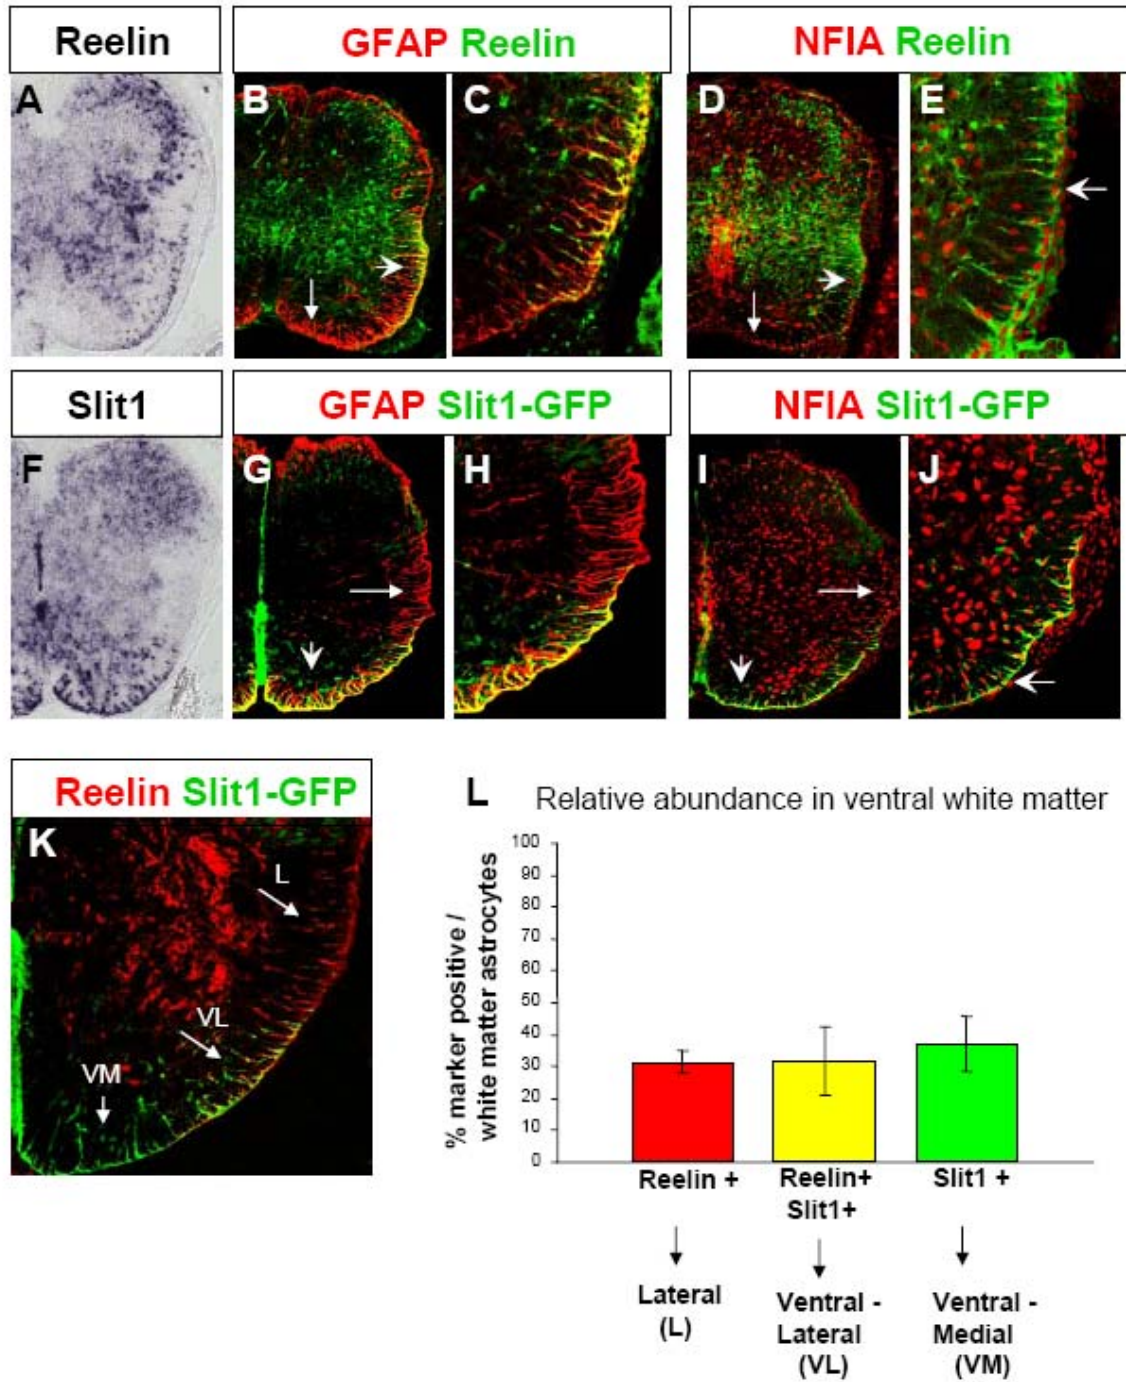 Reelin
GFAP Reelin
NFIA Reelin
A
B
C
D
E
Slit1
GFAP Slit1-GFP
NFIA Slit1-GFP
F
G
H
I
J
Reelin Slit1-GFP
K
L
VL
VM
L
Relative abundance in ventral white matter
% marker positive /
white matter astrocytes
100
90
80
70
60
50
40
30
20
10
0
Reelin +
Reelin+
Slit1+
Slit1 +
Lateral
(L)
Ventral -
Lateral
(VL)
Ventral -
Medial
(VM)